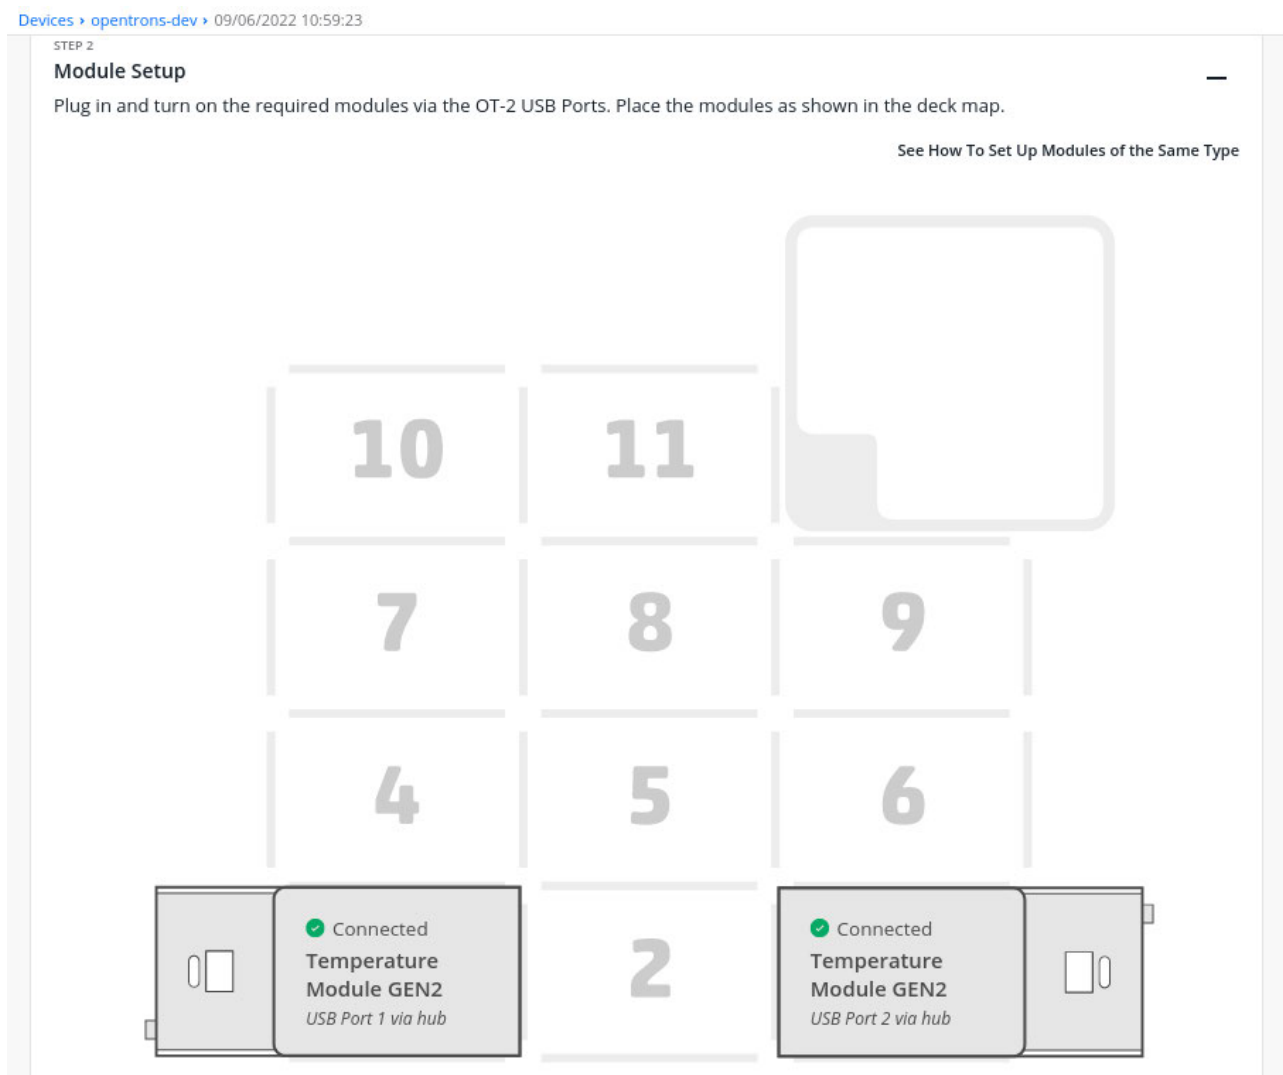 Devices › opentrons-dev › 09/06/2022 10:59:23
STEP 2
Module Setup
Plug in and turn on the required modules via the OT-2 USB Ports. Place the modules as shown in the deck map.
See How To Set Up Modules of the Same Type
10
11
7
8
9
4
5
6
Connected
Temperature
Module GEN2
USB Port 1 via hub
2
Connected
Temperature
Module GEN2
USB Port 2 via hub